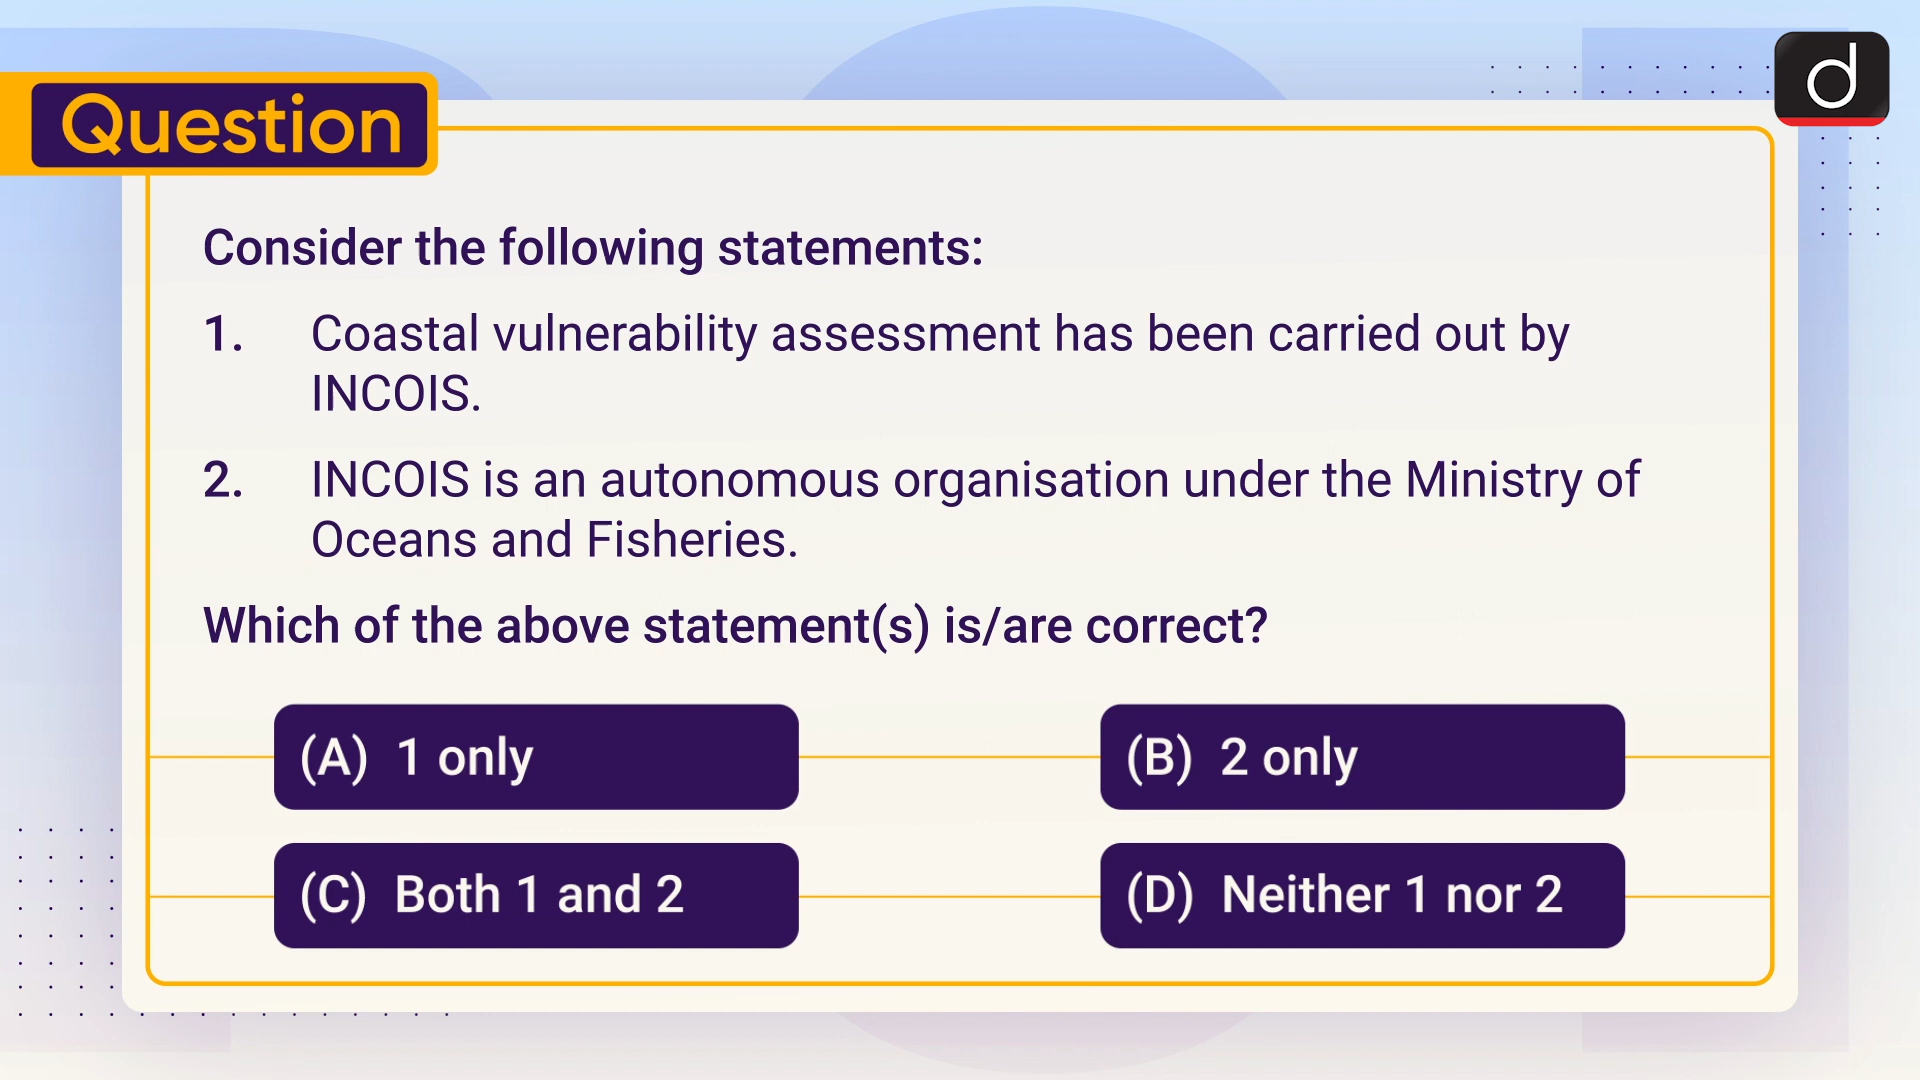 Question
Consider the following statements:
1. Coastal vulnerability assessment has been carried out by
INCOIS.
2. INCOIS is an autonomous organisation under the Ministry of
Oceans and Fisheries.
Which of the above statement(s) is/are correct?
(A) 1 only
(B) 2 only
(C) Both 1 and 2
(D) Neither 1 nor 2
d